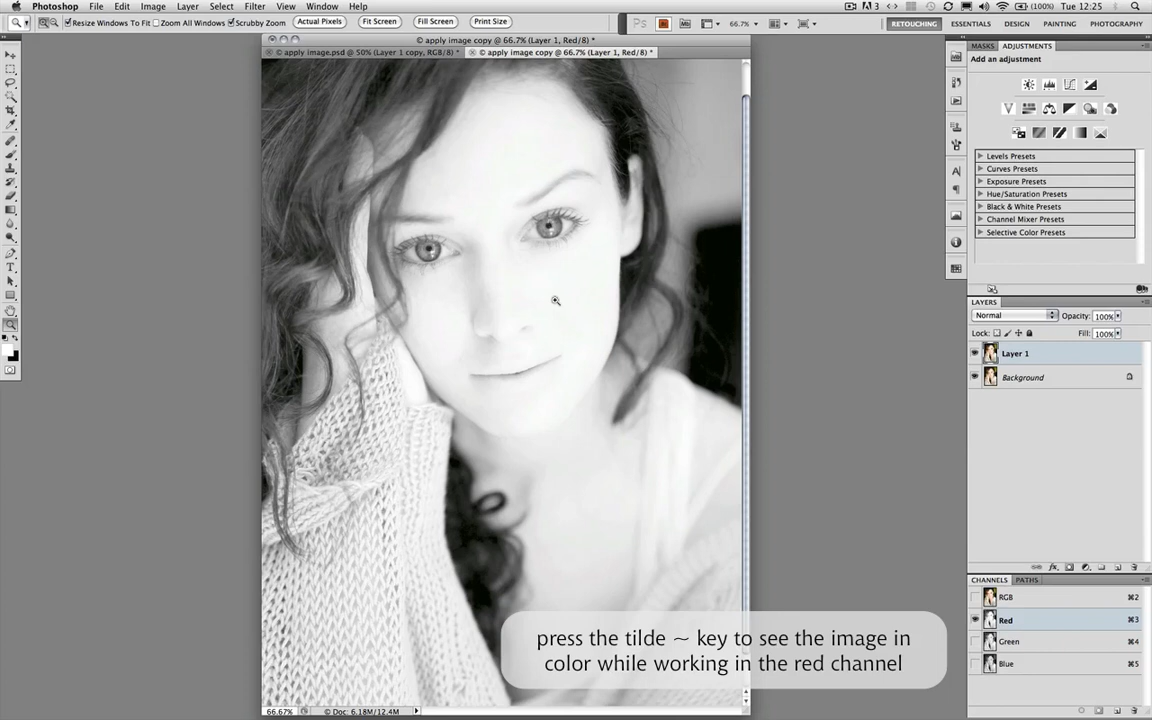 Photoshop File Edit Image Layer Select Filter Analysis View Window Help
3 (100%) Tue 12:25
Resize Windows To Fit Zoom All Windows Scrubby Zoom Actual Pixels Fit Screen Fill Screen Print Size
Ps Br Mb 66.7% RETOUCHING ESSENTIALS DESIGN PAINTING PHOTOGRAPHY
© apply image copy @ 66.7% (Layer 1, Red/8) *
© apply image.psd @ 50% (Layer 1 copy, RGB/8) * © apply image copy @ 66.7% (Layer 1, Red/8) *
MASKS ADJUSTMENTS
Add an adjustment
Levels Presets
Curves Presets
Exposure Presets
Hue/Saturation Presets
Black & White Presets
Channel Mixer Presets
Selective Color Presets
LAYERS
Normal Opacity: 100%
Lock: Fill: 100%
Layer 1
Background
CHANNELS PATHS
RGB ⌘2
Red ⌘3
Green ⌘4
Blue ⌘5
press the tilde ~ key to see the image in
color while working in the red channel
66.67% © Doc: 6.18M/12.4M